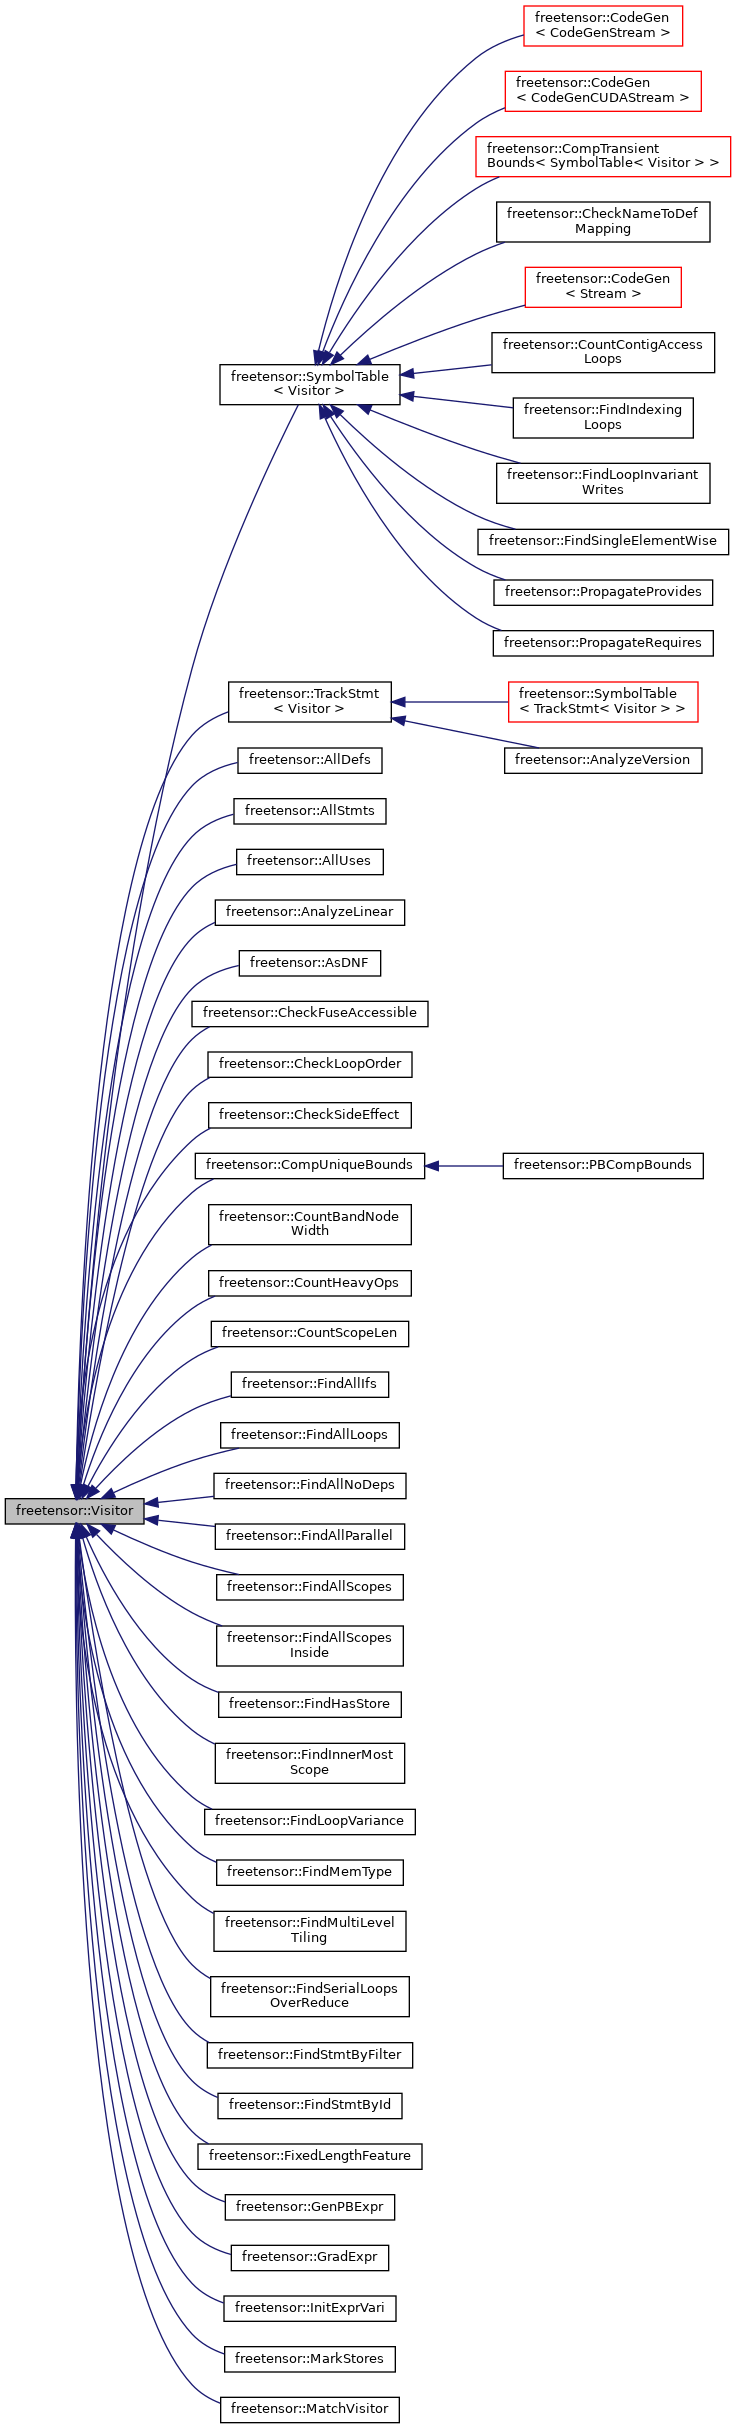 freetensor::CodeGen
< CodeGenStream >
freetensor::CodeGen
< CodeGenCUDAStream >
freetensor::CompTransient
Bounds< SymbolTable< Visitor > >
freetensor::CheckNameToDef
Mapping
freetensor::CodeGen
< Stream >
freetensor::CountContigAccess
Loops
freetensor::SymbolTable
< Visitor >
freetensor::FindIndexing
Loops
freetensor::FindLoopInvariant
Writes
freetensor::FindSingleElementWise
freetensor::PropagateProvides
freetensor::PropagateRequires
freetensor::TrackStmt
< Visitor >
freetensor::SymbolTable
< TrackStmt< Visitor > >
freetensor::AllDefs
freetensor::AnalyzeVersion
freetensor::AllStmts
freetensor::AllUses
freetensor::AnalyzeLinear
freetensor::AsDNF
freetensor::CheckFuseAccessible
freetensor::CheckLoopOrder
freetensor::CheckSideEffect
freetensor::CompUniqueBounds
freetensor::PBCompBounds
freetensor::CountBandNode
Width
freetensor::CountHeavyOps
freetensor::CountScopeLen
freetensor::FindAllIfs
freetensor::FindAllLoops
freetensor::FindAllNoDeps
freetensor::Visitor
freetensor::FindAllParallel
freetensor::FindAllScopes
freetensor::FindAllScopes
Inside
freetensor::FindHasStore
freetensor::FindInnerMost
Scope
freetensor::FindLoopVariance
freetensor::FindMemType
freetensor::FindMultiLevel
Tiling
freetensor::FindSerialLoops
OverReduce
freetensor::FindStmtByFilter
freetensor::FindStmtById
freetensor::FixedLengthFeature
freetensor::GenPBExpr
freetensor::GradExpr
freetensor::InitExprVari
freetensor::MarkStores
freetensor::MatchVisitor